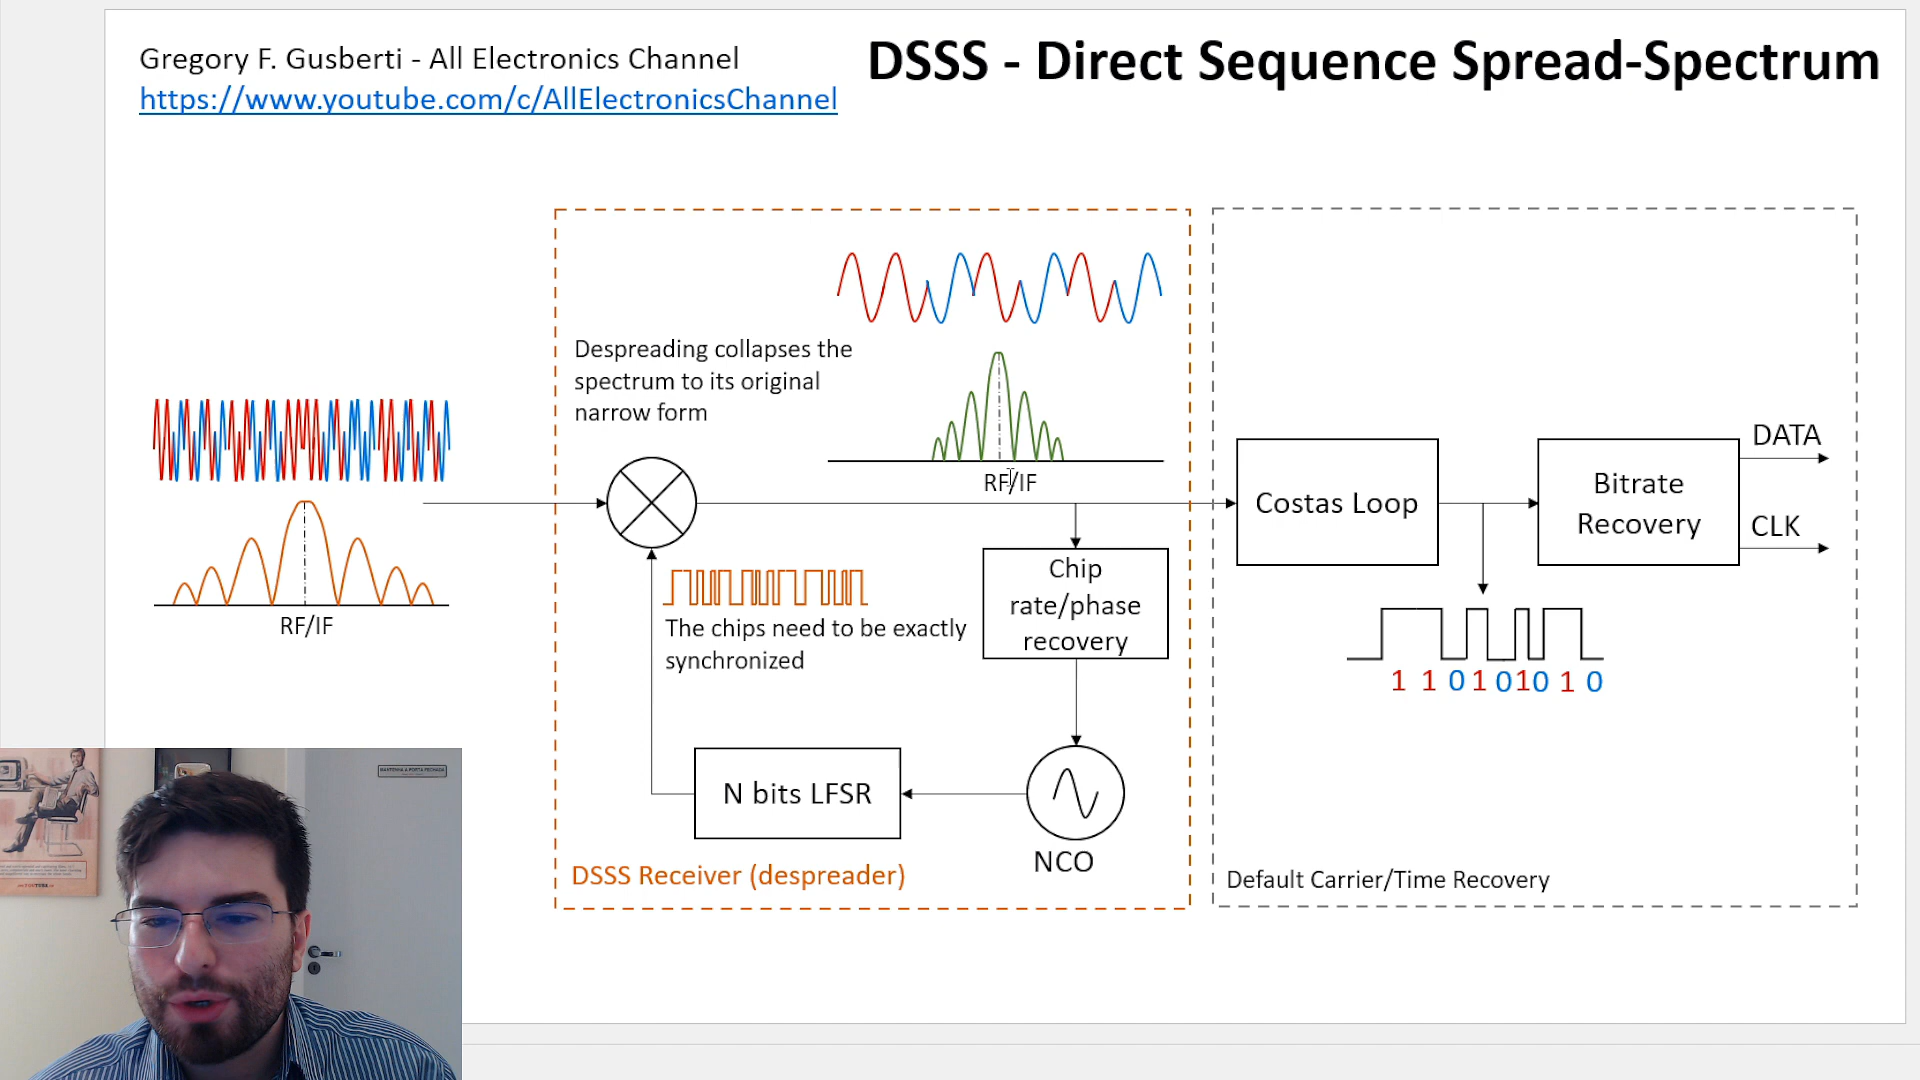 Gregory F. Gusberti - All Electronics Channel
https://www.youtube.com/c/AllElectronicsChannel
DSSS - Direct Sequence Spread-Spectrum
Despreading collapses the
spectrum to its original
narrow form
RF/IF
RF/IF
The chips need to be exactly
synchronized
Chip
rate/phase
recovery
N bits LFSR
NCO
DSSS Receiver (despreader)
Costas Loop
Bitrate
Recovery
DATA
CLK
1 1 0 1 0 1 0 1 0
Default Carrier/Time Recovery